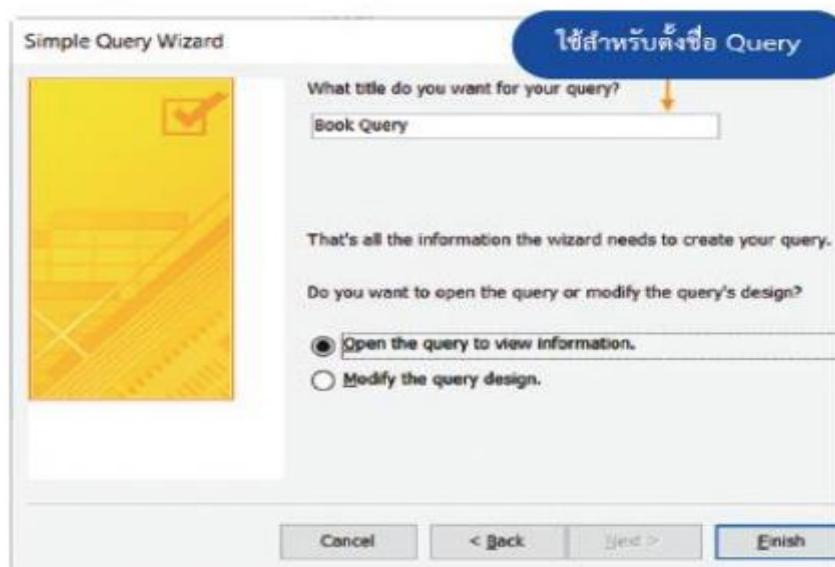 Simple Query Wizard
ใช้สำหรับตั้งชื่อ Query
What title do you want for your query?
Book Query
That's all the information the wizard needs to create your query.
Do you want to open the query or modify the query's design?
Open the query to view information.
Modify the query design.
Cancel
< Back
Next >
Finish